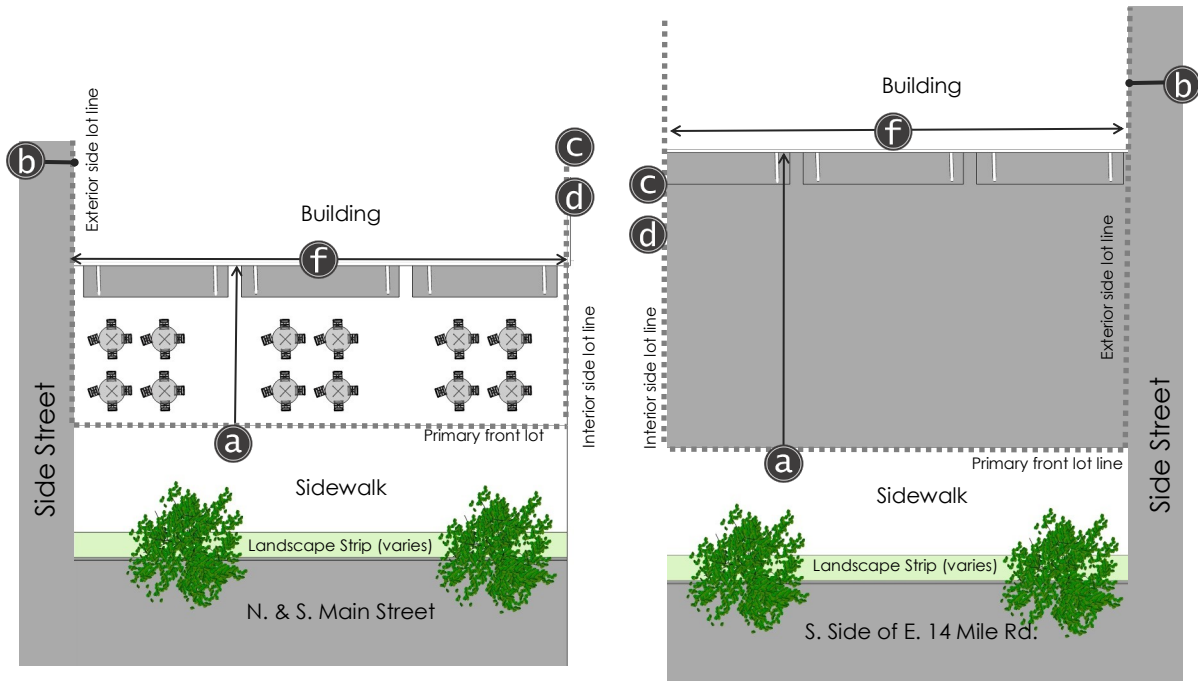 b
Exterior side lot line
c
d
Building
f
Interior side lot line
Side Street
a
Primary front lot
Sidewalk
Landscape Strip (varies)
N. & S. Main Street
Building
b
f
c
d
Interior side lot line
Exterior side lot line
Side Street
a
Primary front lot line
Sidewalk
Landscape Strip (varies)
S. Side of E. 14 Mile Rd.